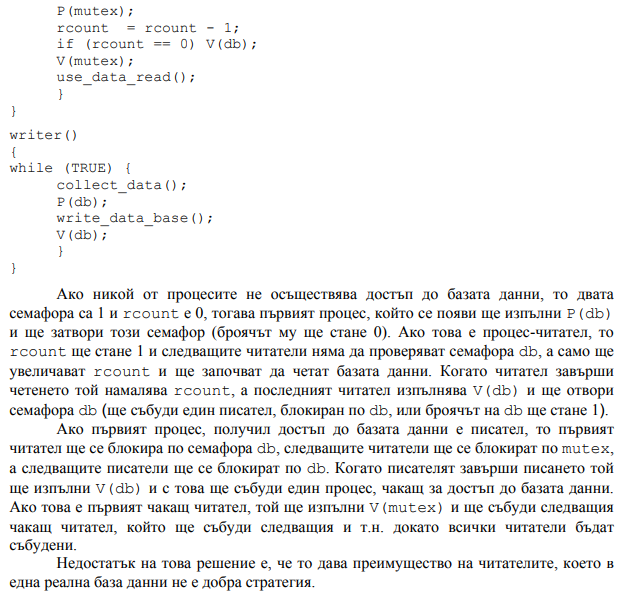 P(mutex);
rcount = rcount - 1;
if (rcount == 0) V(db);
V(mutex);
use_data_read();
}
}
writer()
{
while (TRUE) {
collect_data();
P(db);
write_data_base();
V(db);
}
}
Ако никой от процесите не осъществява достъп до базата данни, то двата
семафора са 1 и rcount е 0, тогава първият процес, който се появи ще изпълни P(db)
и ще затвори този семафор (броячът му ще стане 0). Ако това е процес-читател, то
rcount ще стане 1 и следващите читатели няма да проверяват семафора db, а само ще
увеличават rcount и ще започват да четат базата данни. Когато читател завърши
четенето той намалява rcount, а последният читател изпълнява V(db) и ще отвори
семафора db (ще събуди един писател, блокиран по db, или броячът на db ще стане 1).
Ако първият процес, получил достъп до базата данни е писател, то първият
читател ще се блокира по семафора db, следващите читатели ще се блокират по mutex,
а следващите писатели ще се блокират по db. Когато писателят завърши писането той
ще изпълни V(db) и с това ще събуди един процес, чакащ за достъп до базата данни.
Ако това е първият чакащ читател, той ще изпълни V(mutex) и ще събуди следващия
чакащ читател, който ще събуди следващия и т.н. докато всички читатели бъдат
събудени.
Недостатък на това решение е, че то дава преимущество на читателите, което в
една реална база данни не е добра стратегия.